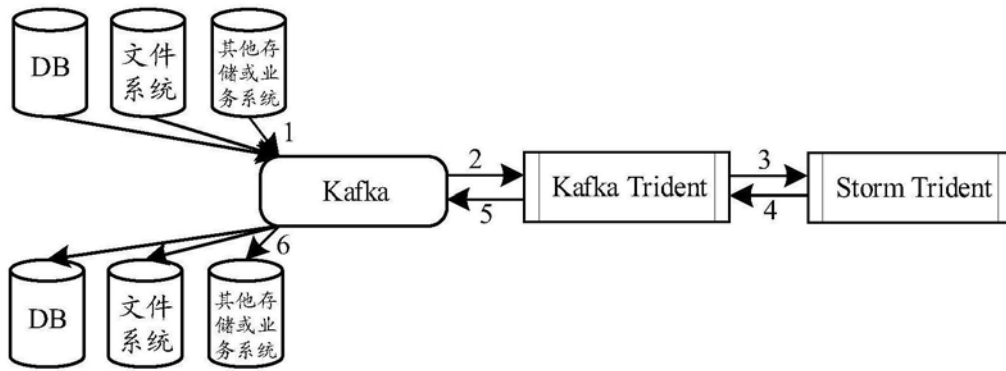 DB
文件
系统
其他存
储或业
务系统
1
Kafka
2
5
Kafka Trident
3
4
Storm Trident
6
DB
文件
系统
其他存
储或业
务系统